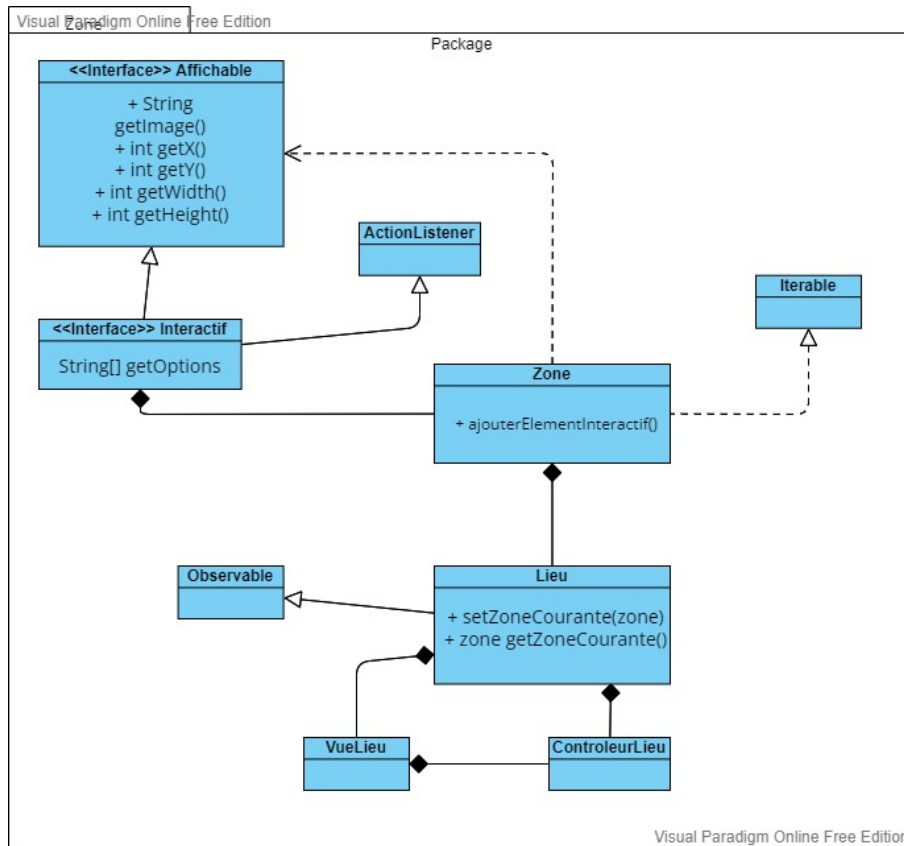 Visual Paradigm Online Free Edition
Zone
Package
<<Interface>> Affichable
+ String
getImage()
+ int getX()
+ int getY()
+ int getWidth()
+ int getHeight()
ActionListener
Iterable
<<Interface>> Interactif
String[] getOptions
Zone
+ ajouterElementInteractif()
Observable
Lieu
+ setZoneCourante(zone)
+ zone getZoneCourante()
VueLieu
ControleurLieu
Visual Paradigm Online Free Edition